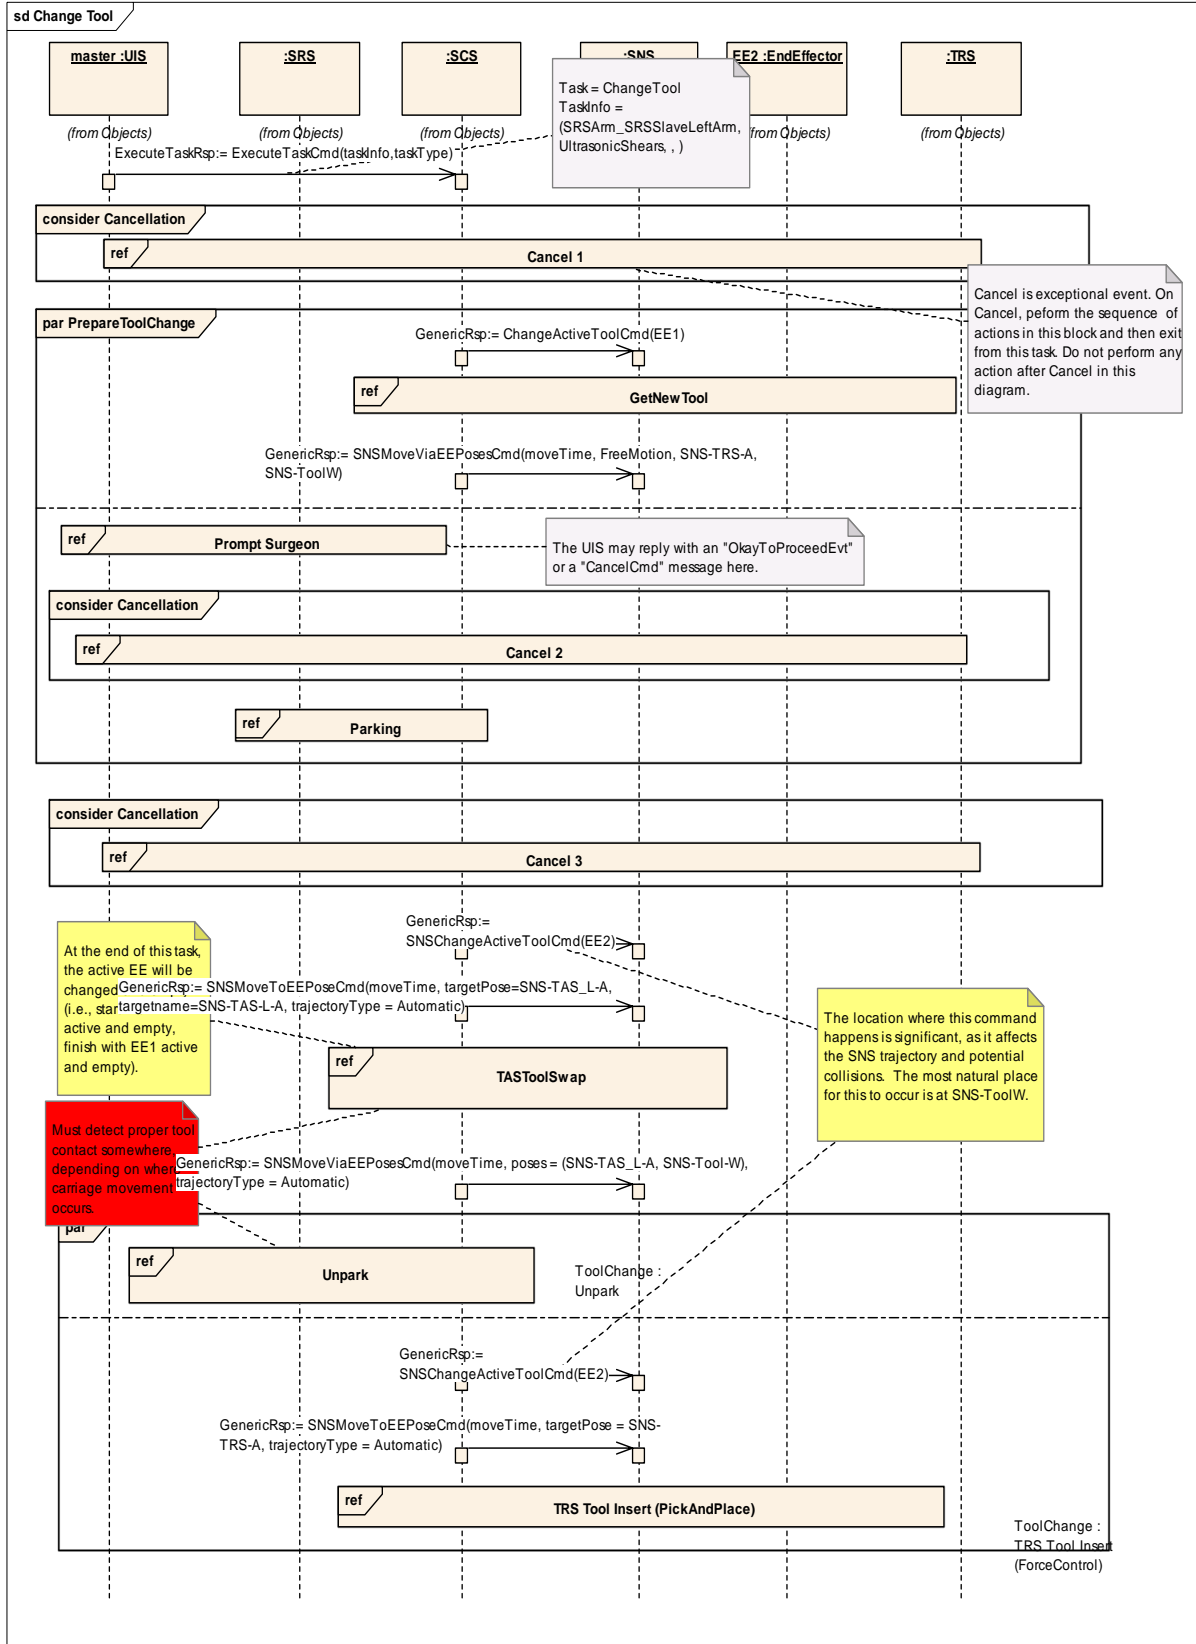 sd Change Tool
master :UIS
:SRS
:SCS
:SNS
EE2 :EndEffector
:TRS
(from Objects)
(from Objects)
(from Objects)
from Objects)
(from Objects)
Task = ChangeTool
TaskInfo =
(SRSArm_SRSSlaveLeftArm,
UltrasonicShears, , )
ExecuteTaskRsp:= ExecuteTaskCmd(taskInfo,taskType)
consider Cancellation
ref
Cancel 1
Cancel is exceptional event. On
Cancel, peform the sequence of
actions in this block and then exit
from this task. Do not perform any
action after Cancel in this
diagram.
par PrepareToolChange
GenericRsp:= ChangeActiveToolCmd(EE1)
ref
GetNewTool
GenericRsp:= SNSMoveViaEEPosesCmd(moveTime, FreeMotion, SNS-TRS-A,
SNS-ToolW)
ref
Prompt Surgeon
The UIS may reply with an "OkayToProceedEvt"
or a "CancelCmd" message here.
consider Cancellation
ref
Cancel 2
ref
Parking
consider Cancellation
ref
Cancel 3
GenericRsp:=
SNSChangeActiveToolCmd(EE2)
At the end of this task,
the active EE will be
changed
(i.e., star
active and empty,
finish with EE1 active
and empty).
GenericRsp:= SNSMoveToEEPoseCmd(moveTime, targetPose=SNS-TAS_L-A,
targetname=SNS-TAS-L-A, trajectoryType = Automatic)
The location where this command
happens is significant, as it affects
the SNS trajectory and potential
collisions. The most natural place
for this to occur is at SNS-ToolW.
ref
TASToolSwap
Must detect proper tool
contact somewhere,
depending on where
carriage movement
occurs.
GenericRsp:= SNSMoveViaEEPosesCmd(moveTime, poses = (SNS-TAS_L-A, SNS-Tool-W),
trajectoryType = Automatic)
par
ref
Unpark
ToolChange :
Unpark
GenericRsp:=
SNSChangeActiveToolCmd(EE2)
GenericRsp:= SNSMoveToEEPoseCmd(moveTime, targetPose = SNS-
TRS-A, trajectoryType = Automatic)
ref
TRS Tool Insert (PickAndPlace)
ToolChange :
TRS Tool Insert
(ForceControl)